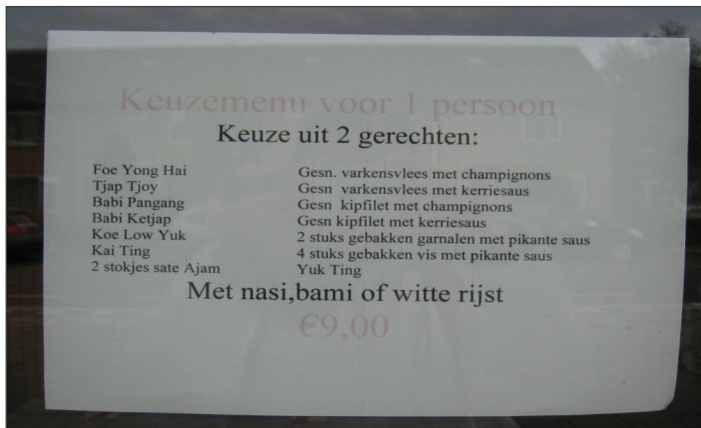 Keuzemenu voor 1 persoon
Keuze uit 2 gerechten:
Foe Yong Hai
Tjap Tjoy
Babi Pangang
Babi Ketjap
Koe Low Yuk
Kai Ting
2 stokjes sate Ajam
Gesn. varkensvlees met champignons
Gesn varkensvlees met kerriesaus
Gesn kipfilet met champignons
Gesn kipfilet met kerriesaus
2 stuks gebakken garnalen met pikante saus
4 stuks gebakken vis met pikante saus
Yuk Ting
Met nasi,bami of witte rijst
€9,00